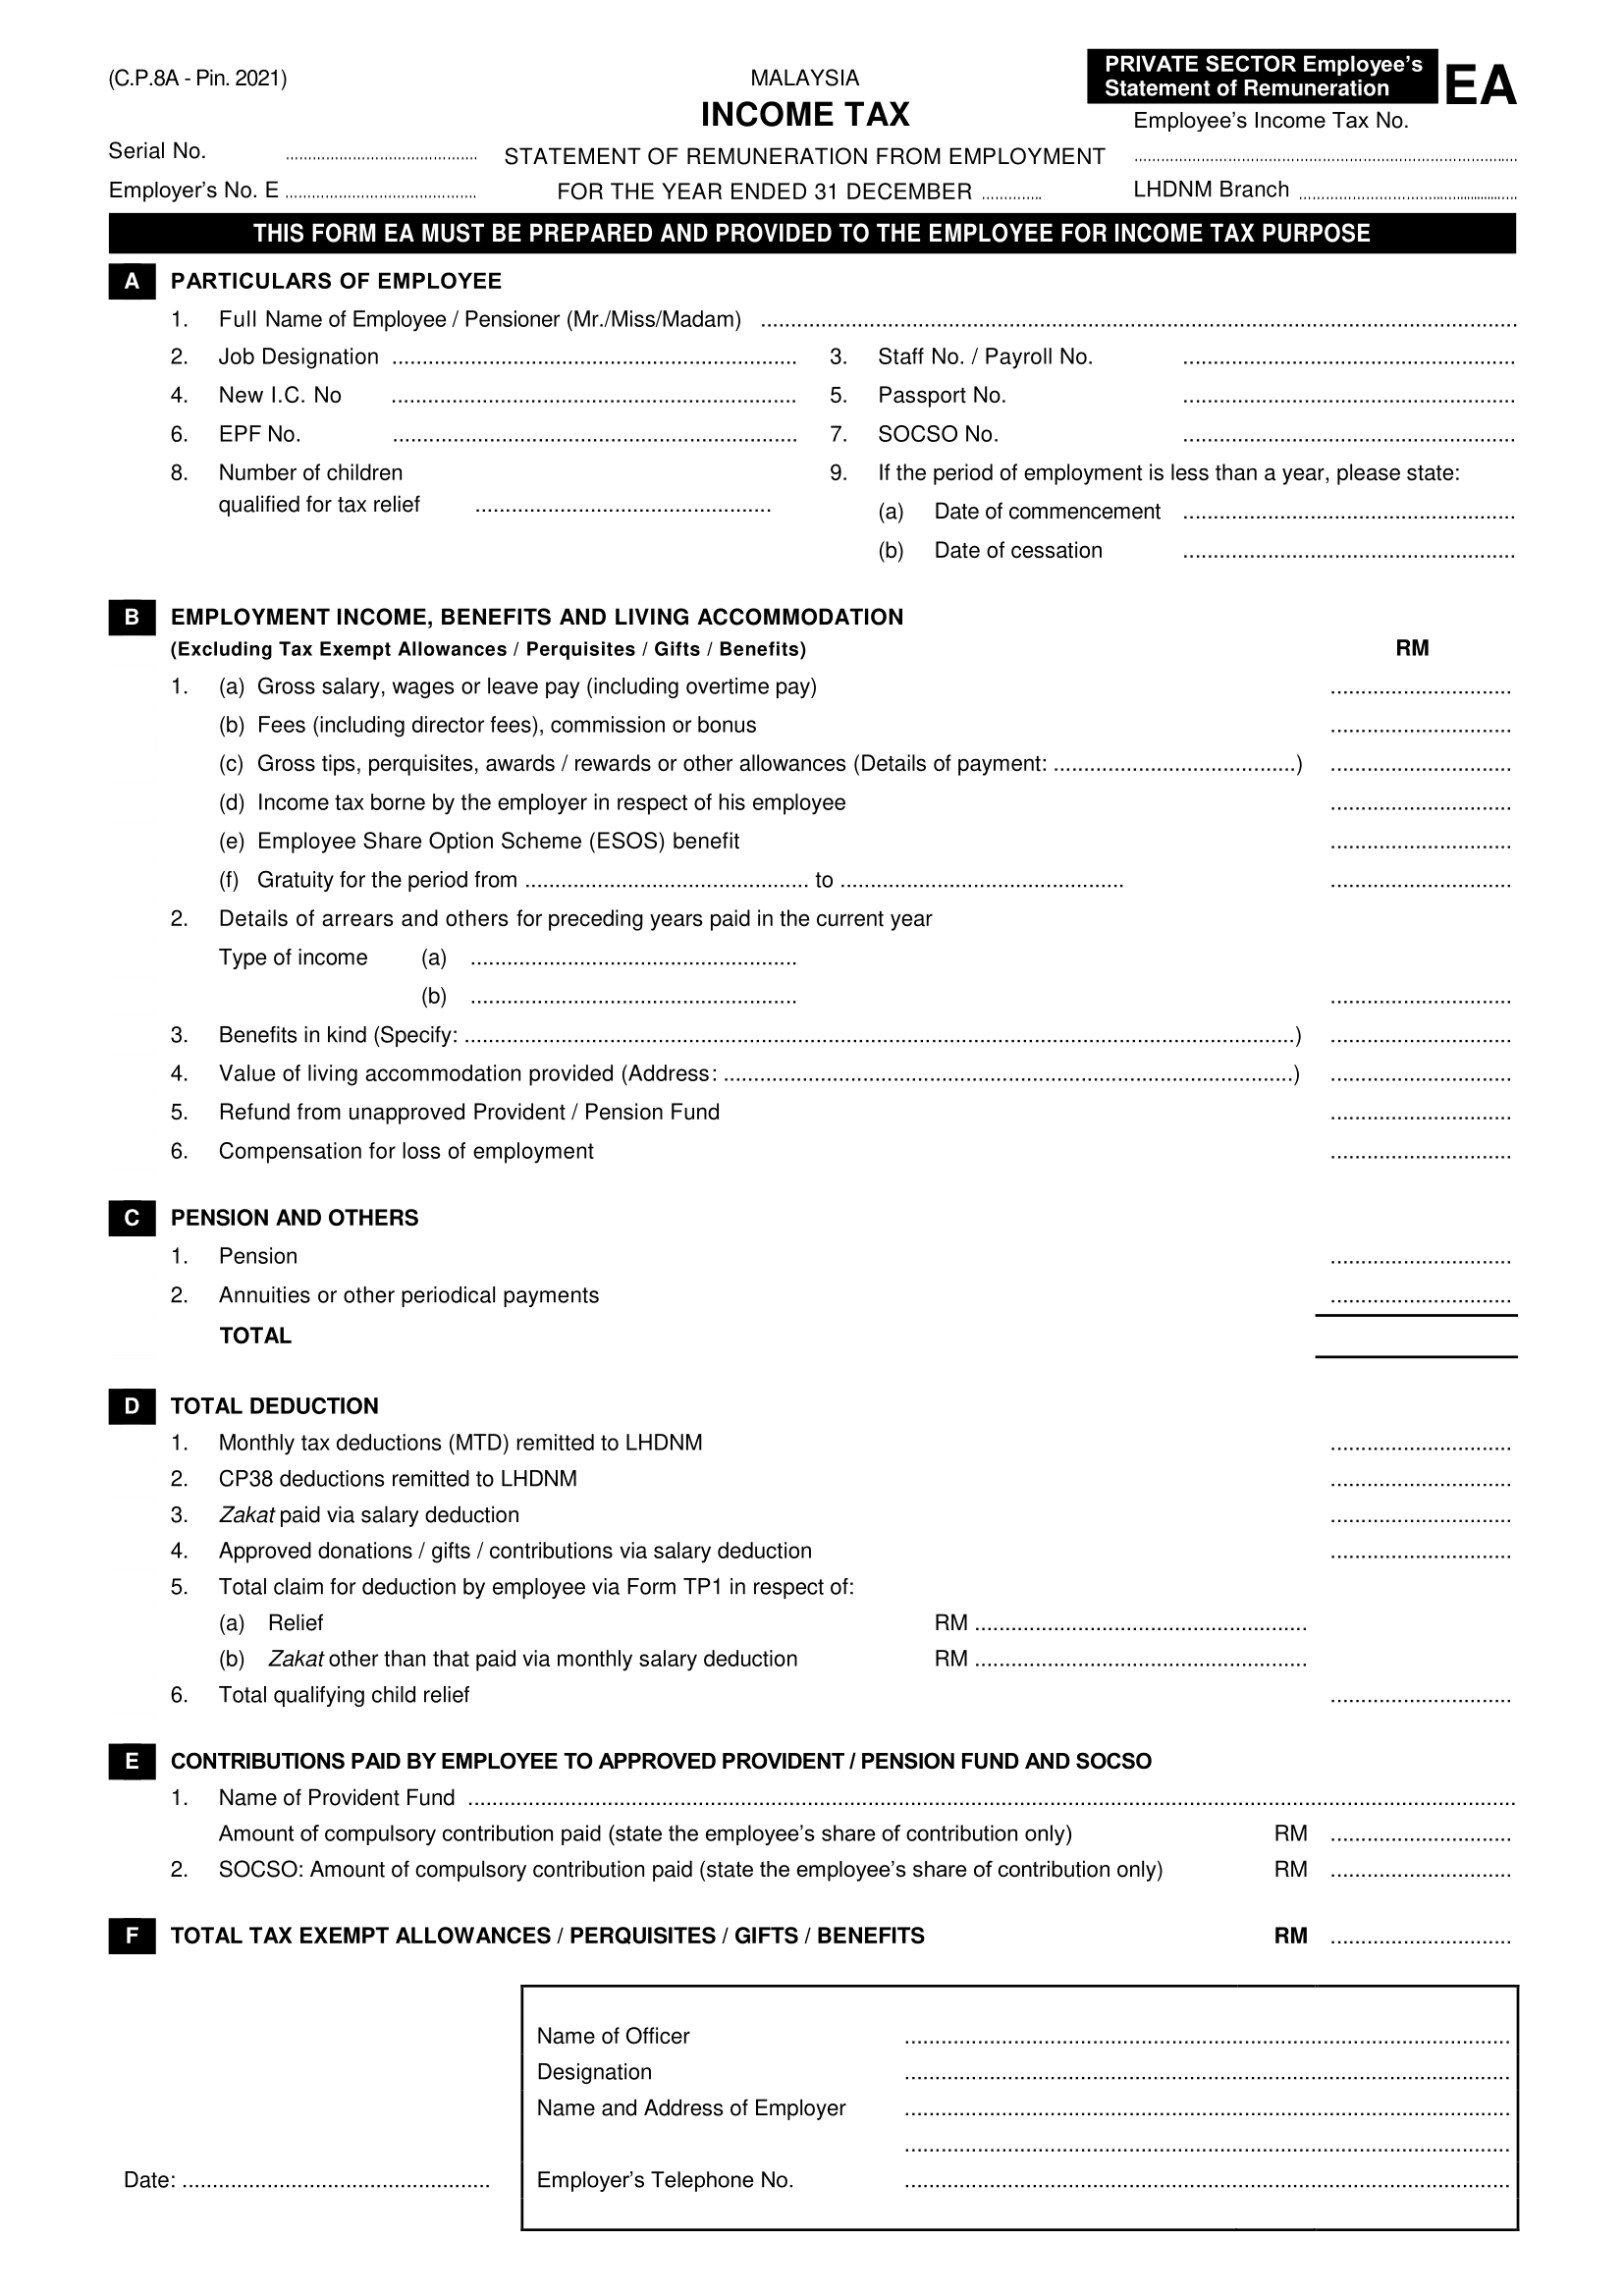 (C.P.8A - Pin. 2021)
MALAYSIA
PRIVATE SECTOR Employee's
Statement of Remuneration
EA
INCOME TAX
Employee's Income Tax No.
Serial No. ......................................
STATEMENT OF REMUNERATION FROM EMPLOYMENT
......................................
Employer's No. E ......................................
FOR THE YEAR ENDED 31 DECEMBER ..............
LHDNM Branch ......................................
THIS FORM EA MUST BE PREPARED AND PROVIDED TO THE EMPLOYEE FOR INCOME TAX PURPOSE
A PARTICULARS OF EMPLOYEE
1. Full Name of Employee / Pensioner (Mr./Miss/Madam) ......................................
2. Job Designation ...................................... 3. Staff No. / Payroll No. ......................................
4. New I.C. No ...................................... 5. Passport No. ......................................
6. EPF No. ...................................... 7. SOCSO No. ......................................
8. Number of children
qualified for tax relief ......................................
9. If the period of employment is less than a year, please state:
(a) Date of commencement ......................................
(b) Date of cessation ......................................
B EMPLOYMENT INCOME, BENEFITS AND LIVING ACCOMMODATION
(Excluding Tax Exempt Allowances / Perquisites / Gifts / Benefits) RM
1. (a) Gross salary, wages or leave pay (including overtime pay) ..............................
(b) Fees (including director fees), commission or bonus ..............................
(c) Gross tips, perquisites, awards / rewards or other allowances (Details of payment: ........................................) ..............................
(d) Income tax borne by the employer in respect of his employee ..............................
(e) Employee Share Option Scheme (ESOS) benefit ..............................
(f) Gratuity for the period from ............................................... to ............................................... ..............................
2. Details of arrears and others for preceding years paid in the current year
Type of income (a) ......................................
(b) ...................................... ..............................
3. Benefits in kind (Specify: ......................................) ..............................
4. Value of living accommodation provided (Address: ......................................) ..............................
5. Refund from unapproved Provident / Pension Fund ..............................
6. Compensation for loss of employment ..............................
C PENSION AND OTHERS
1. Pension ..............................
2. Annuities or other periodical payments ..............................
TOTAL
D TOTAL DEDUCTION
1. Monthly tax deductions (MTD) remitted to LHDNM ..............................
2. CP38 deductions remitted to LHDNM ..............................
3. Zakat paid via salary deduction ..............................
4. Approved donations / gifts / contributions via salary deduction ..............................
5. Total claim for deduction by employee via Form TP1 in respect of:
(a) Relief RM ......................................
(b) Zakat other than that paid via monthly salary deduction RM ......................................
6. Total qualifying child relief ..............................
E CONTRIBUTIONS PAID BY EMPLOYEE TO APPROVED PROVIDENT / PENSION FUND AND SOCSO
1. Name of Provident Fund ......................................
Amount of compulsory contribution paid (state the employee's share of contribution only) RM ..............................
2. SOCSO: Amount of compulsory contribution paid (state the employee's share of contribution only) RM ..............................
F TOTAL TAX EXEMPT ALLOWANCES / PERQUISITES / GIFTS / BENEFITS RM ..............................
Name of Officer ......................................
Designation ......................................
Name and Address of Employer ......................................
......................................
Date: ......................................
Employer's Telephone No. ......................................